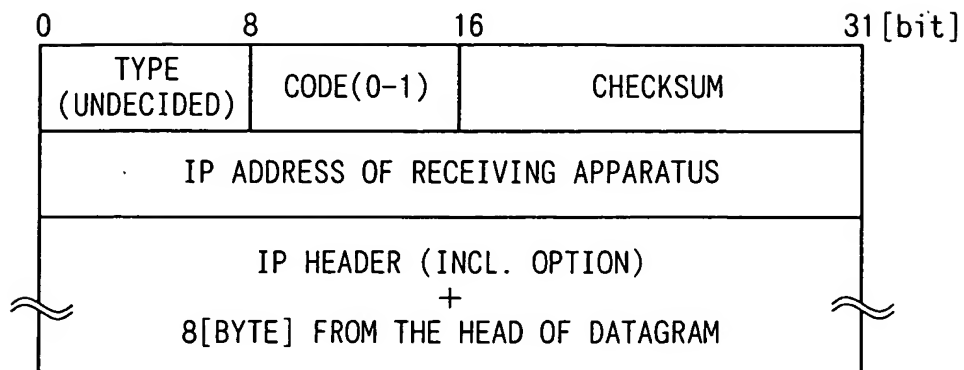 0 8 16 31[bit]
TYPE
(UNDECIDED)
CODE(0-1)
CHECKSUM
IP ADDRESS OF RECEIVING APPARATUS
IP HEADER (INCL. OPTION)
+
8[BYTE] FROM THE HEAD OF DATAGRAM